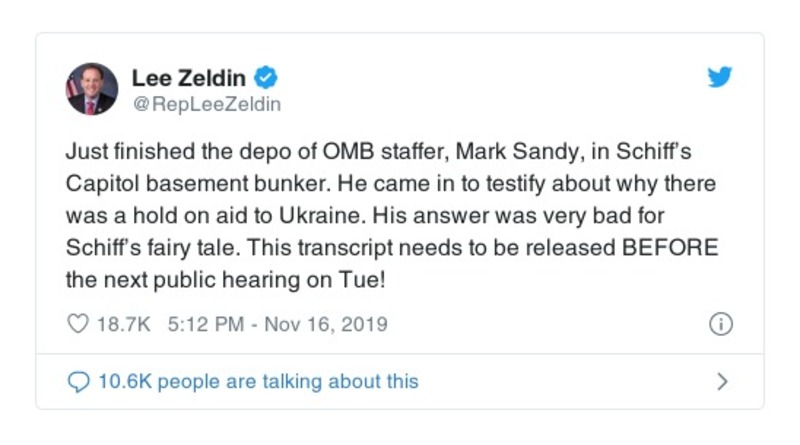 Lee Zeldin
@RepLeeZeldin
Just finished the depo of OMB staffer, Mark Sandy, in Schiff's
Capitol basement bunker. He came in to testify about why there
was a hold on aid to Ukraine. His answer was very bad for
Schiff's fairy tale. This transcript needs to be released BEFORE
the next public hearing on Tue!
18.7K 5:12 PM - Nov 16, 2019
10.6K people are talking about this